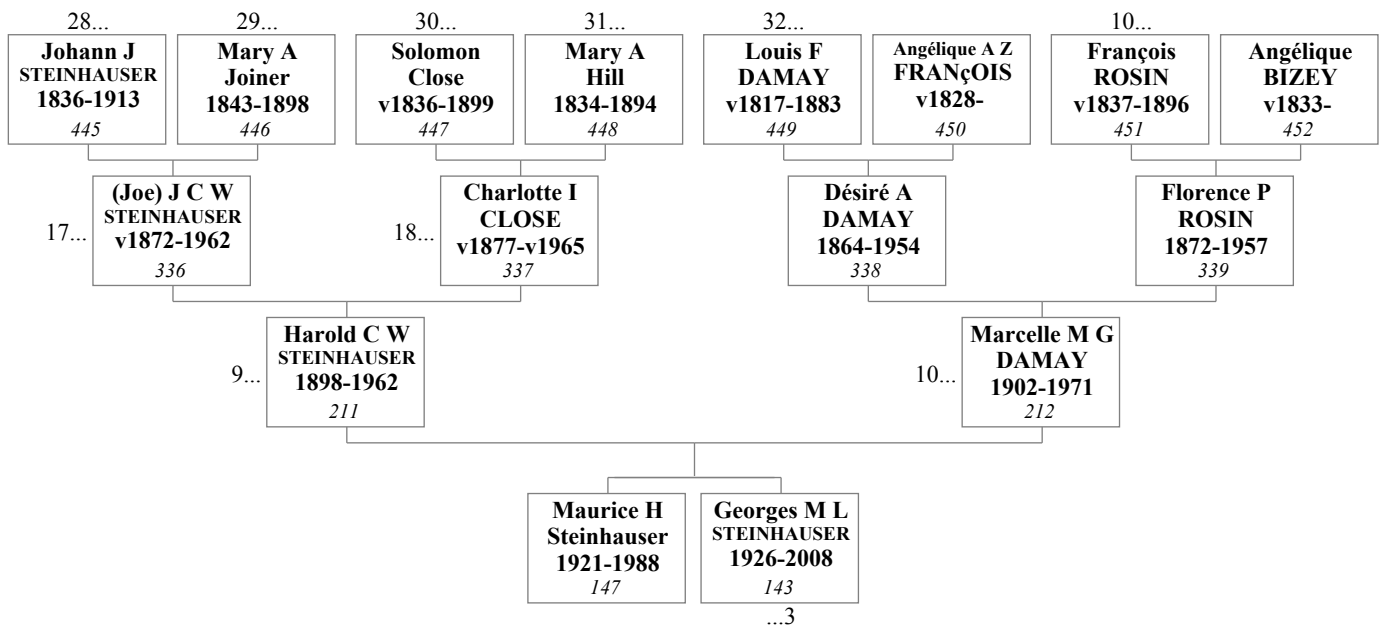 28...
29...
30...
31...
32...
10...
Johann J
STEINHAUSER
1836-1913
445
Mary A
Joiner
1843-1898
446
Solomon
Close
v1836-1899
447
Mary A
Hill
1834-1894
448
Louis F
DAMAY
v1817-1883
449
Angélique A Z
FRANçOIS
v1828-
450
François
ROSIN
v1837-1896
451
Angélique
BIZEY
v1833-
452
17...
(Joe) J C W
STEINHAUSER
v1872-1962
336
18...
Charlotte I
CLOSE
v1877-v1965
337
Désiré A
DAMAY
1864-1954
338
Florence P
ROSIN
1872-1957
339
9...
Harold C W
STEINHAUSER
1898-1962
211
10...
Marcelle M G
DAMAY
1902-1971
212
Maurice H
Steinhauser
1921-1988
147
Georges M L
STEINHAUSER
1926-2008
143
...3